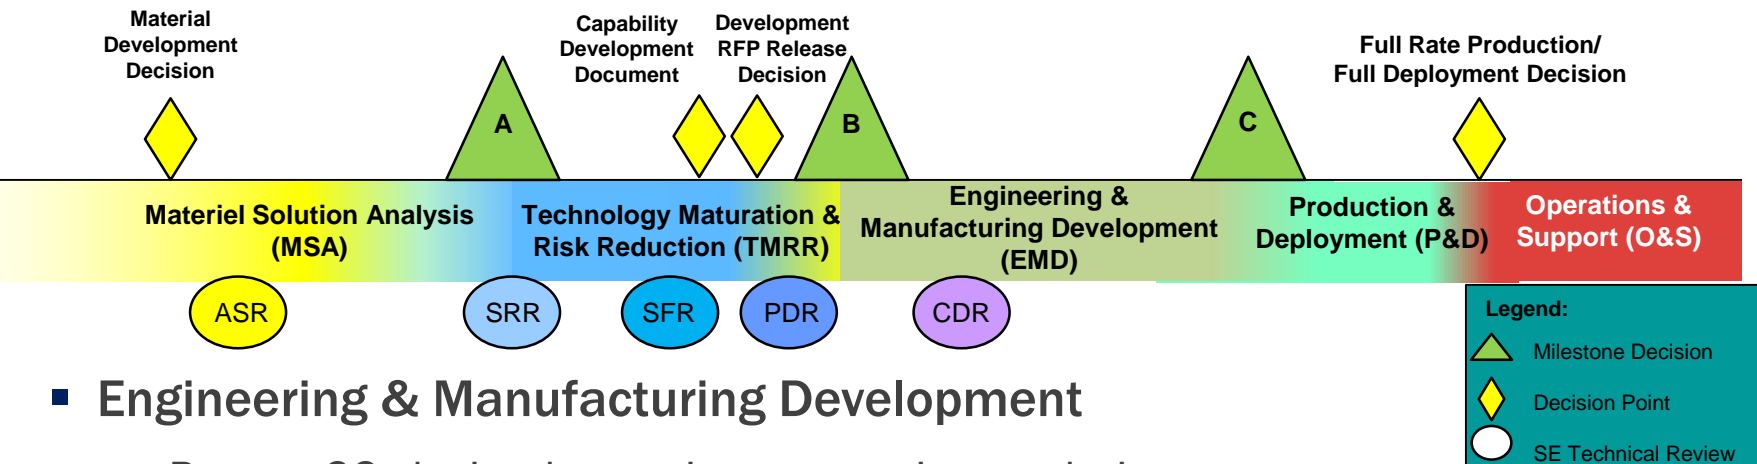 Material
Development
Decision
Capability
Development
Document
Development
RFP Release
Decision
Full Rate Production/
Full Deployment Decision
A
B
C
Materiel Solution Analysis
(MSA)
Technology Maturation &
Risk Reduction (TMRR)
Engineering &
Manufacturing Development
(EMD)
Production &
Deployment (P&D)
Operations &
Support (O&S)
ASR
SRR
SFR
PDR
CDR
Legend:
Milestone Decision
Decision Point
SE Technical Review
▪ Engineering & Manufacturing Development